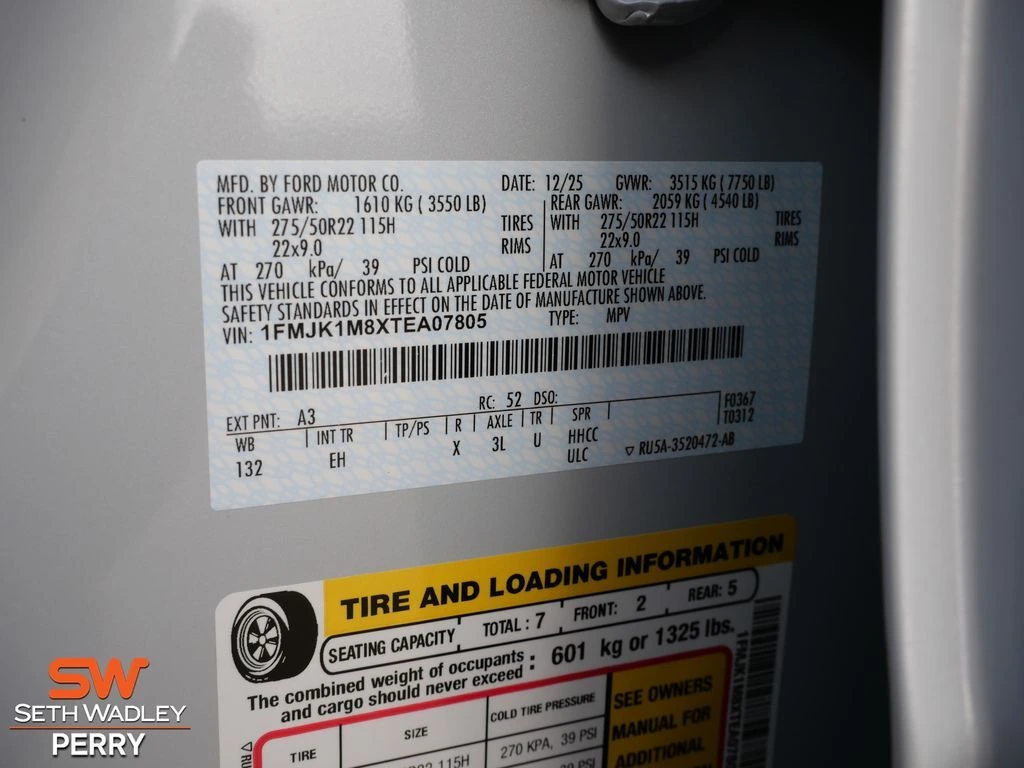 MFD. BY FORD MOTOR CO. DATE: 12/25 GVWR: 3515 KG ( 7750 LB)
FRONT GAWR: 1610 KG ( 3550 LB) REAR GAWR: 2059 KG ( 4540 LB)
WITH 275/50R22 115H TIRES WITH 275/50R22 115H TIRES
22x9.0 RIMS 22x9.0 RIMS
AT 270 kPa/ 39 PSI COLD AT 270 kPa/ 39 PSI COLD
THIS VEHICLE CONFORMS TO ALL APPLICABLE FEDERAL MOTOR VEHICLE
SAFETY STANDARDS IN EFFECT ON THE DATE OF MANUFACTURE SHOWN ABOVE.
VIN: 1FMJK1M8XTEA07805 TYPE: MPV
EXT PNT: A3 RC: 52 DSO: F0367
WB INT TR TP/PS R AXLE TR SPR T0312
132 EH X 3L U HHCC
ULC ▽ RU5A-3520472-AB
TIRE AND LOADING INFORMATION
SEATING CAPACITY TOTAL : 7 FRONT: 2 REAR: 5
The combined weight of occupants : 601 kg or 1325 lbs.
and cargo should never exceed
TIRE SIZE COLD TIRE PRESSURE SEE OWNERS
MANUAL FOR
115H 270 KPA, 39 PSI ADDITIONAL
SW
SETH WADLEY
PERRY